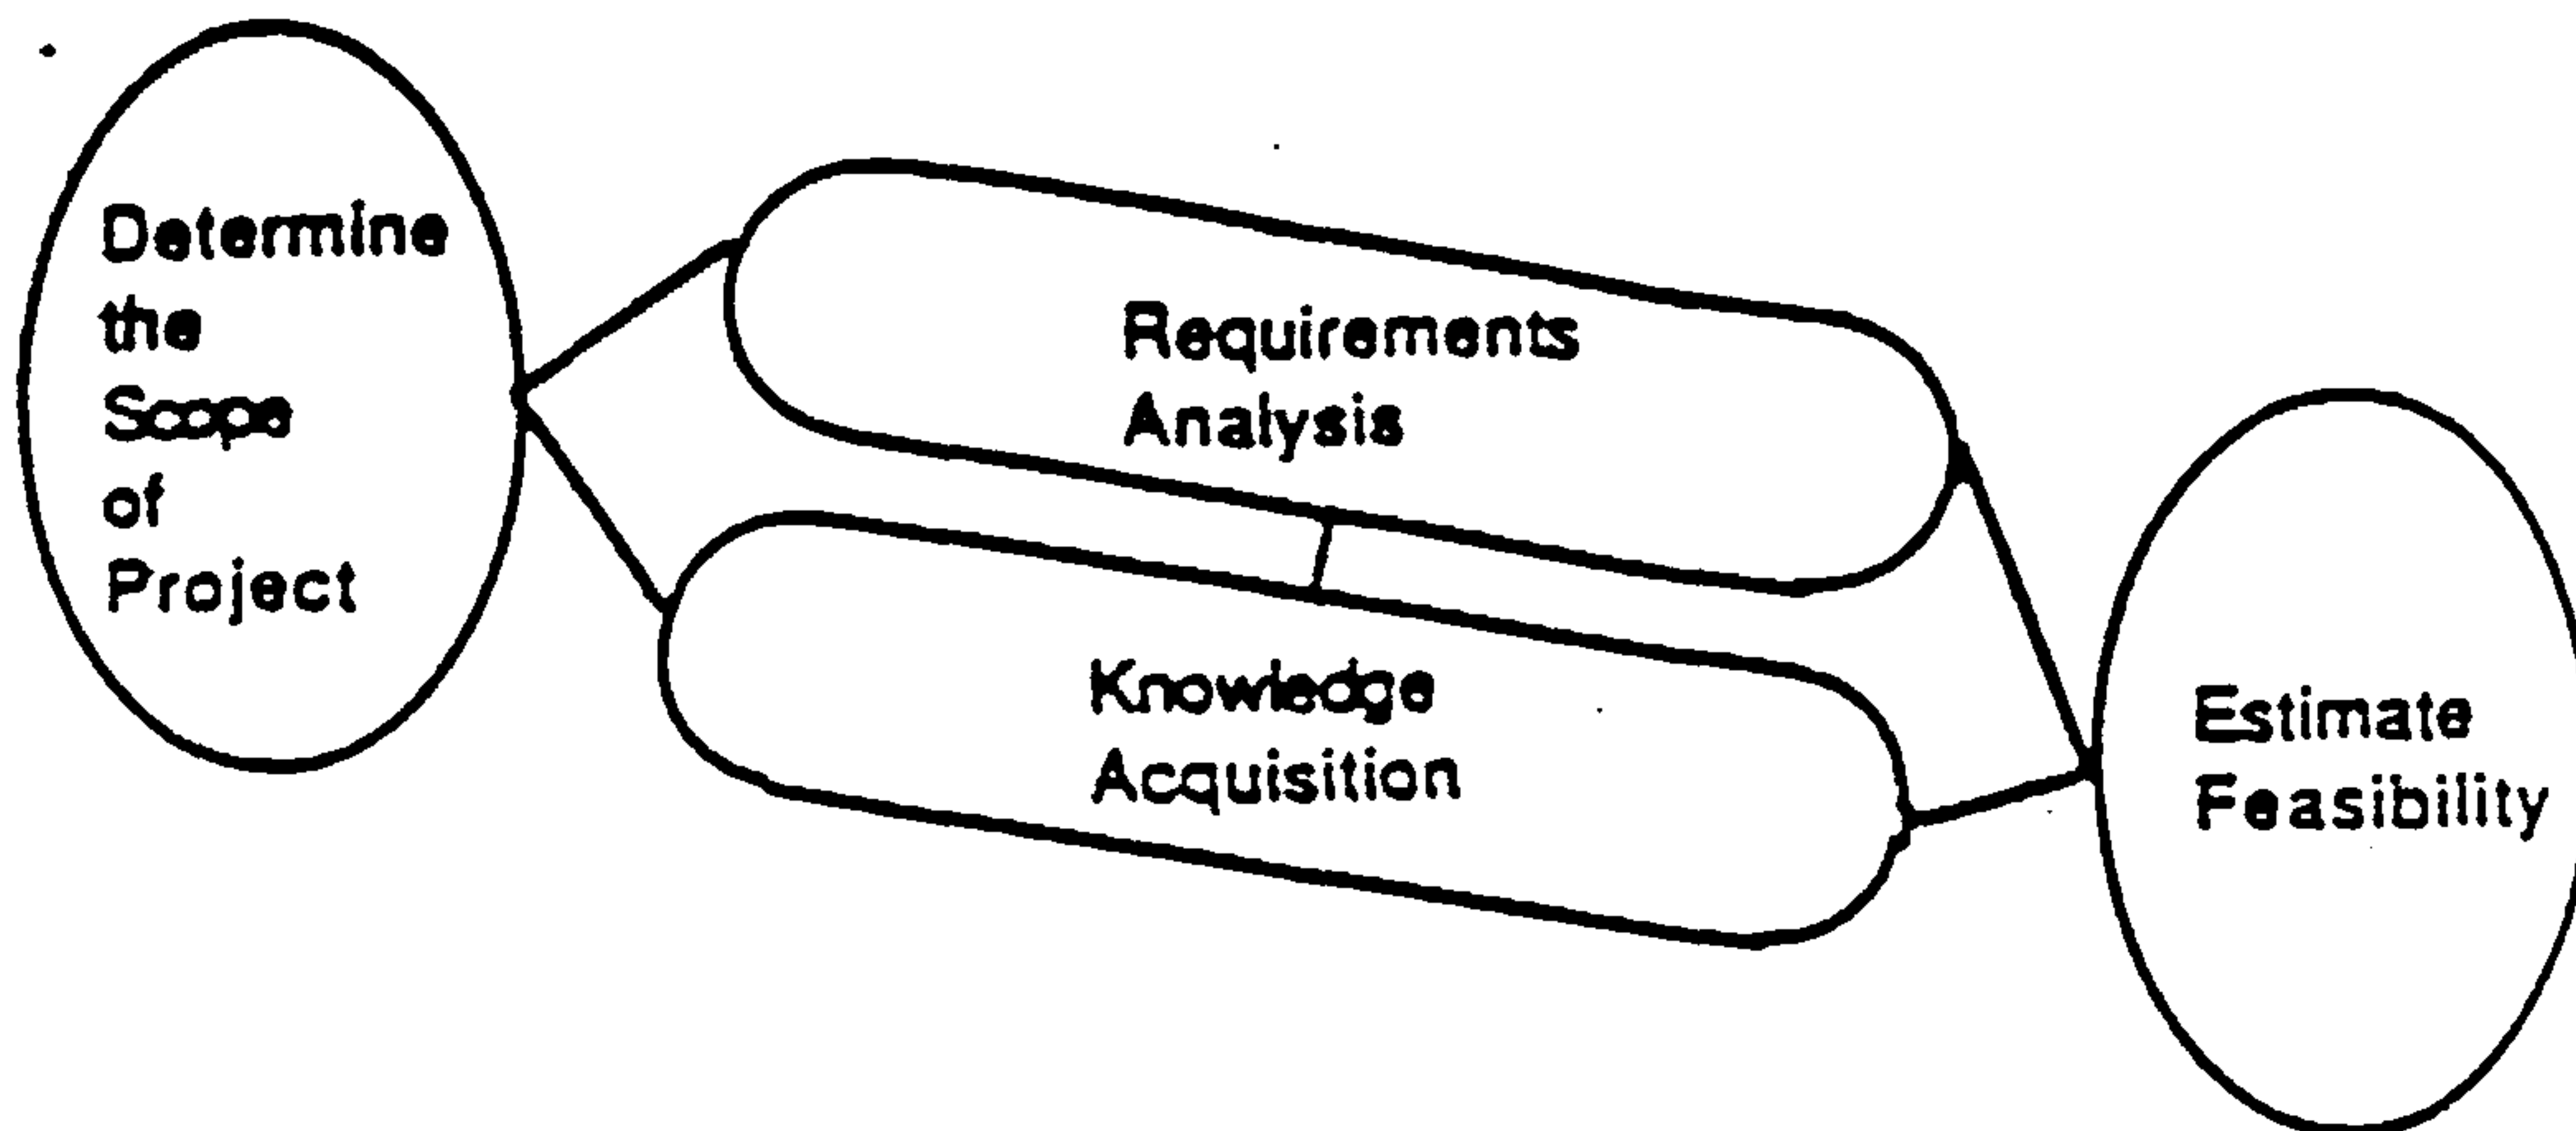 Determine
the
Scope
of
Project
Requirements
Analysis
Knowledge
Acquisition
Estimate
Feasibility